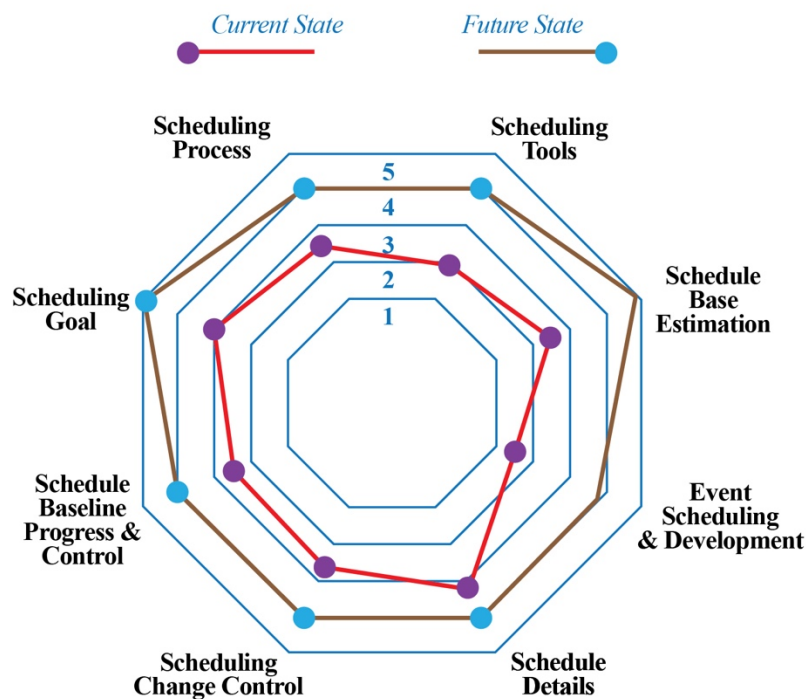 Current State
Future State
Scheduling
Process
Scheduling
Tools
5
4
3
2
1
Scheduling
Goal
Schedule
Base
Estimation
Schedule
Baseline
Progress &
Control
Event
Scheduling
& Development
Scheduling
Change Control
Schedule
Details